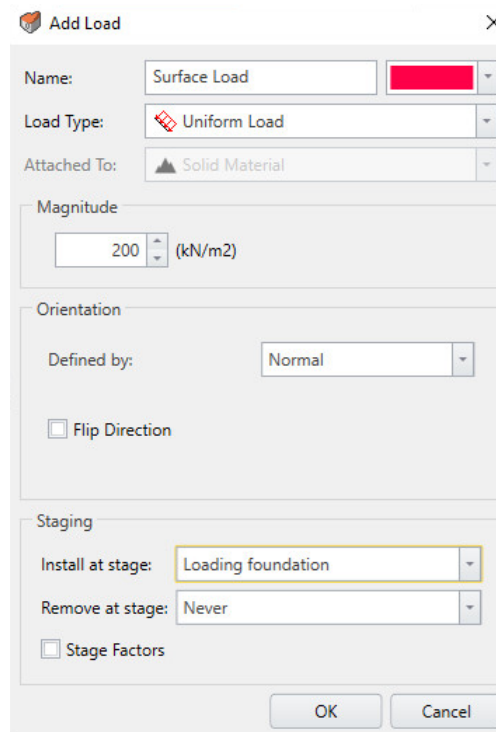 Add Load
Name: Surface Load
Load Type: Uniform Load
Attached To: Solid Material
Magnitude
200 (kN/m2)
Orientation
Defined by: Normal
Flip Direction
Staging
Install at stage: Loading foundation
Remove at stage: Never
Stage Factors
OK Cancel